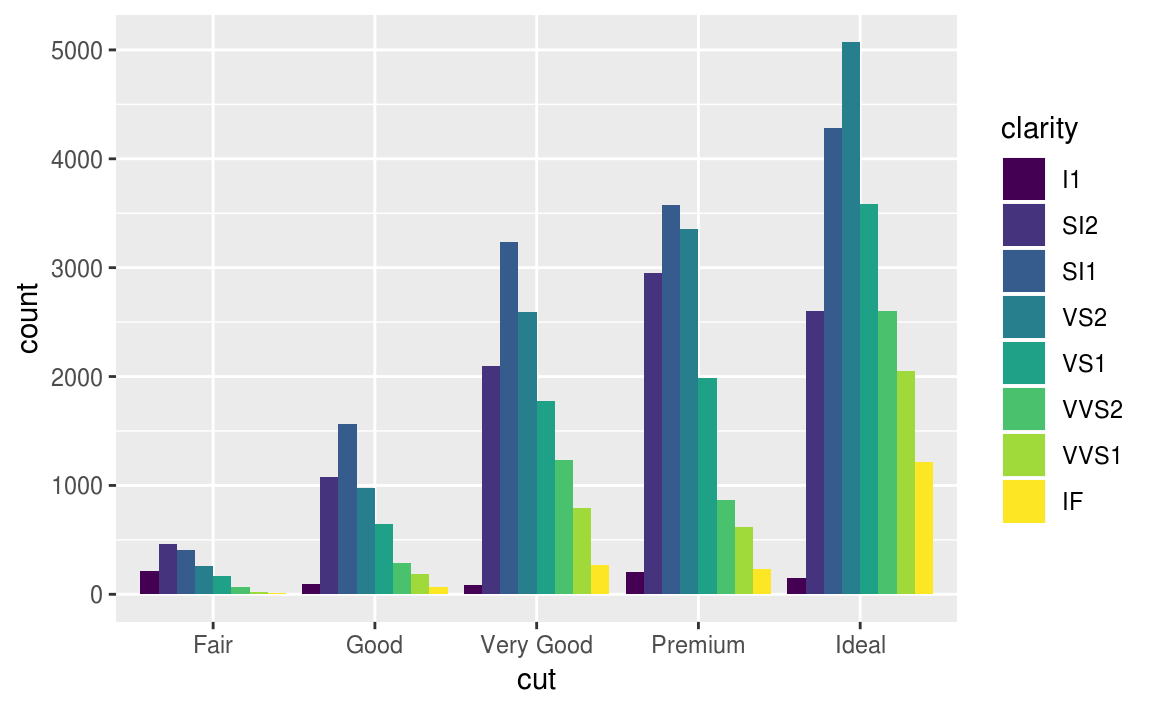 5000
4000
3000
2000
1000
0
count
Fair Good Very Good Premium Ideal
cut
clarity
I1
SI2
SI1
VS2
VS1
VVS2
VVS1
IF